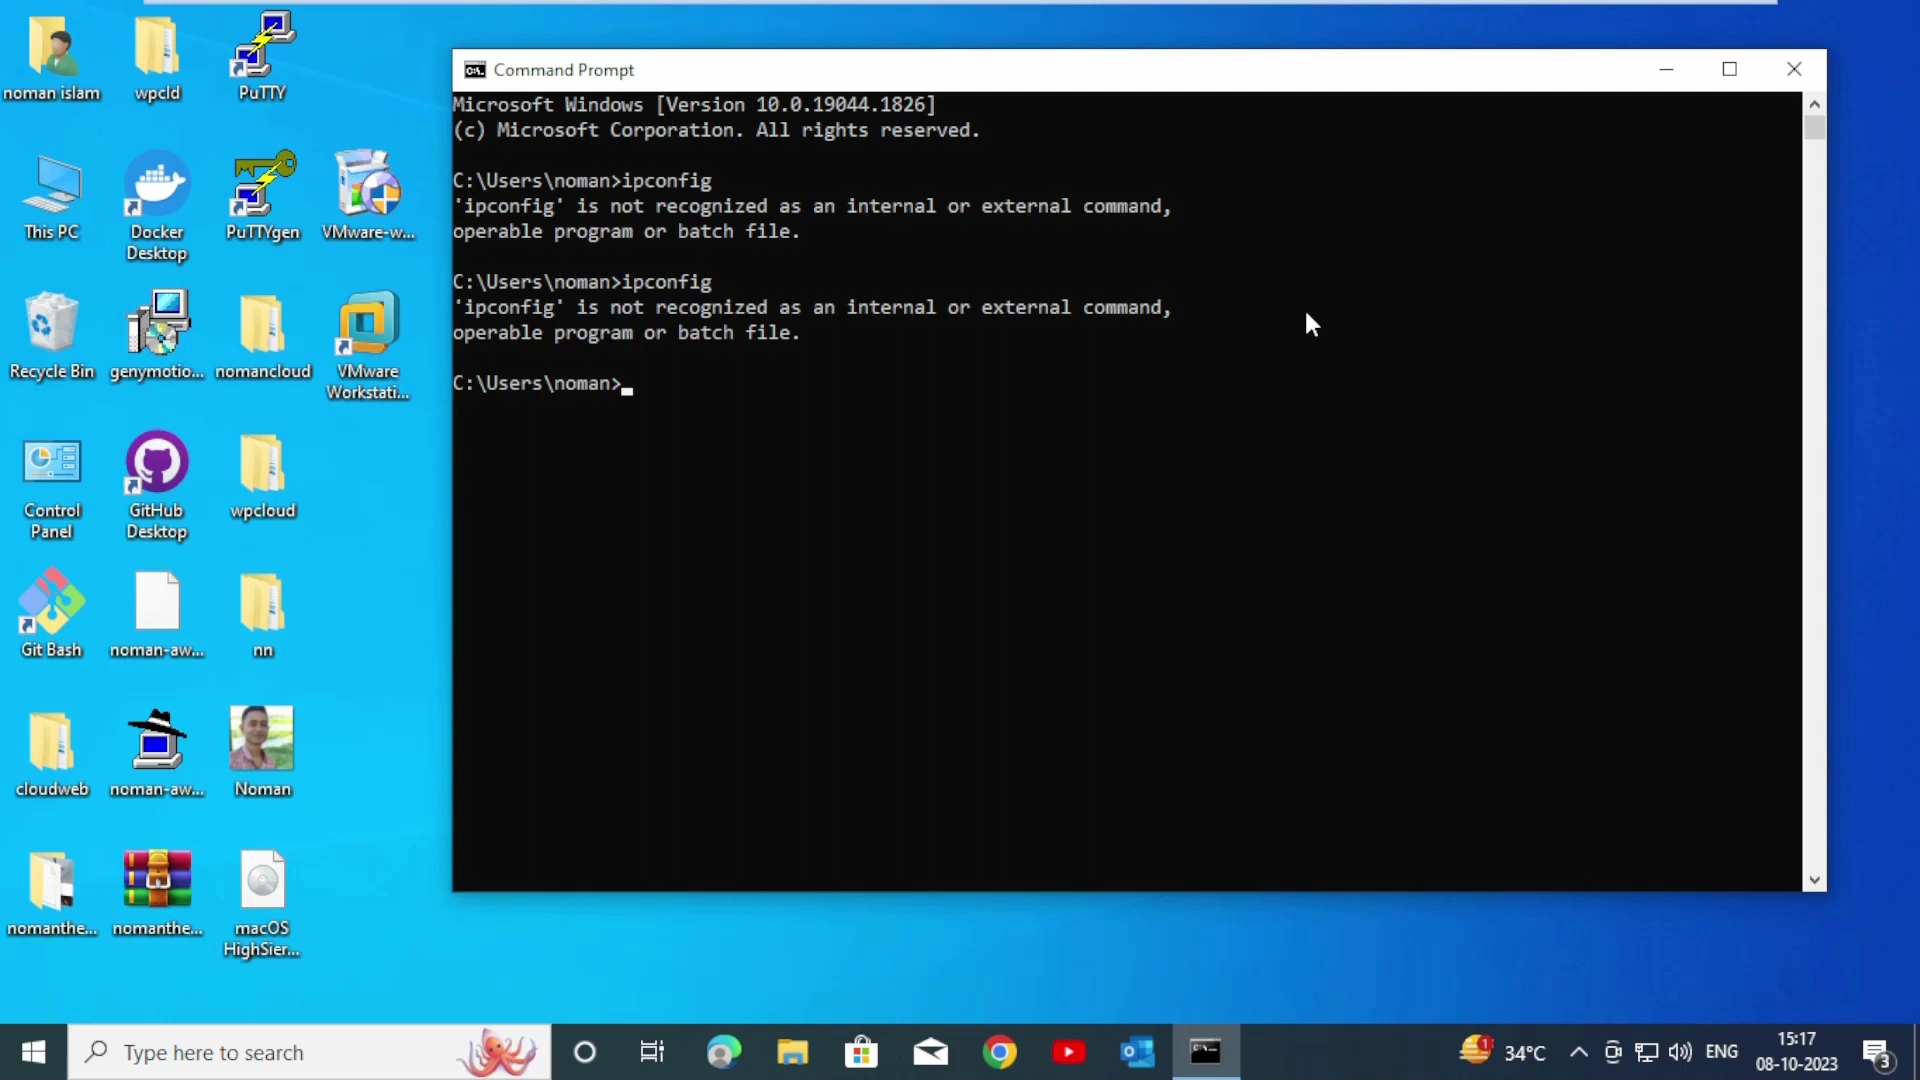 noman islam
wpcld
PuTTY
This PC
Docker
Desktop
PuTTYgen
VMware-w...
Recycle Bin
genymotio...
nomancloud
VMware
Workstati...
Control
Panel
GitHub
Desktop
wpcloud
Git Bash
noman-aw...
nn
cloudweb
noman-aw...
Noman
nomanthe...
nomanthe...
macOS
HighSier...
Command Prompt
Microsoft Windows [Version 10.0.19044.1826]
(c) Microsoft Corporation. All rights reserved.
C:\Users\noman>ipconfig
'ipconfig' is not recognized as an internal or external command,
operable program or batch file.
C:\Users\noman>ipconfig
'ipconfig' is not recognized as an internal or external command,
operable program or batch file.
C:\Users\noman>
Type here to search
1
34°C
ENG
15:17
08-10-2023
3